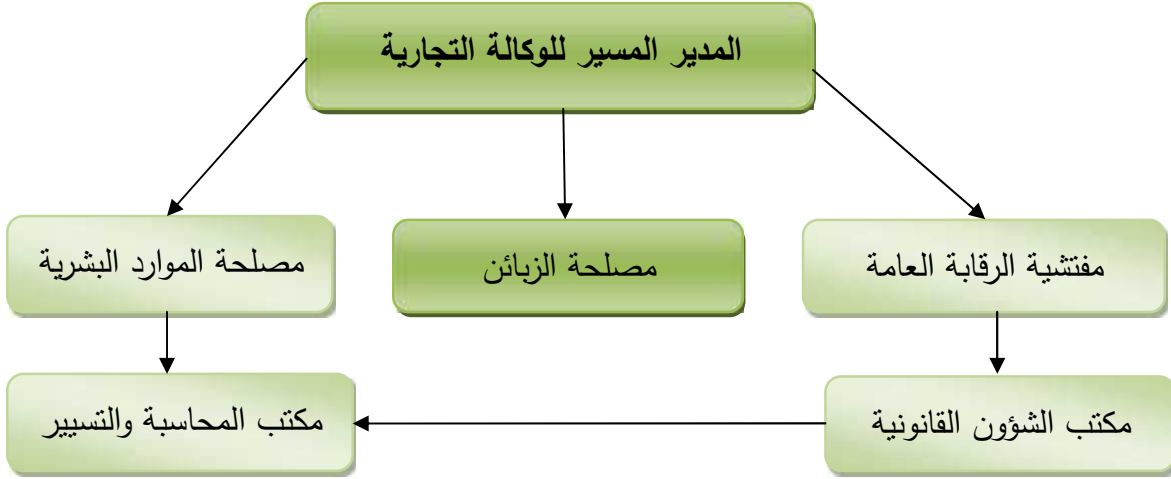 المدير المسير للوكالة التجارية
مفتشية الرقابة العامة
مصلحة الزبائن
مصلحة الموارد البشرية
مكتب الشؤون القانونية
مكتب المحاسبة والتسيير